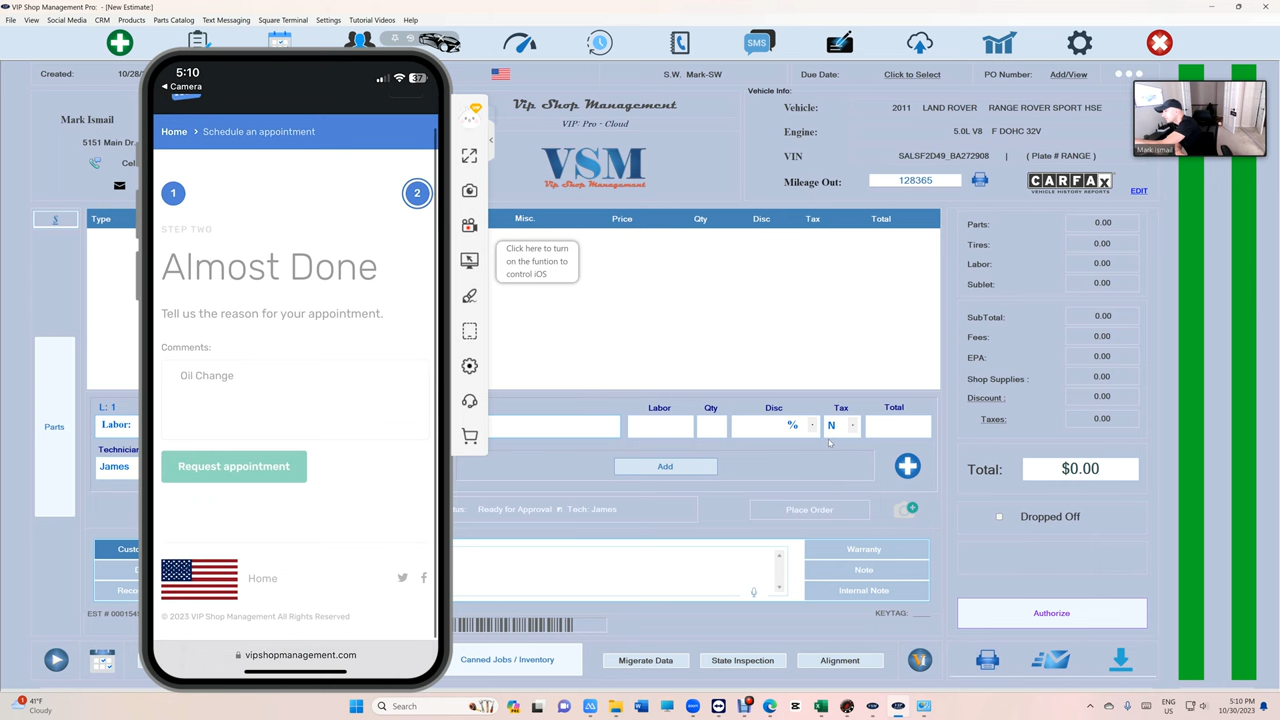 VIP Shop Management Pro: - [New Estimate:]
File View Social Media CRM Products Parts Catalog Text Messaging Square Terminal Settings Tutorial Videos Help
SMS
Created: 10/28/
S.W. Mark-SW
Due Date: Click to Select
PO Number: Add/View
Mark Ismail
5151 Main Dr
Cel
Vip Shop Management
VIP: Pro - Cloud
VSM
Vip Shop Management
Vehicle Info:
Vehicle: 2011 LAND ROVER RANGE ROVER SPORT HSE
Engine: 5.0L V8 F DOHC 32V
VIN SALSF2D49_BA272908 | ( Plate # RANGE )
Mileage Out: 128365
CARFAX
VEHICLE HISTORY REPORTS
EDIT
Mark Ismail
$ Type Misc. Price Qty Disc Tax Total
5:10
37
Camera
Home > Schedule an appointment
1 2
STEP TWO
Almost Done
Tell us the reason for your appointment.
Comments:
Oil Change
Request appointment
Home
© 2023 VIP Shop Management All Rights Reserved
vipshopmanagement.com
Click here to turn
on the funtion to
control iOS
Parts: 0.00
Tires: 0.00
Labor: 0.00
Sublet: 0.00
SubTotal: 0.00
Fees: 0.00
EPA: 0.00
Shop Supplies : 0.00
Discount : 0.00
Taxes: 0.00
Total: $0.00
Dropped Off
Authorize
Parts
L: 1 Labor Qty Disc Tax Total
Labor: % N
Technicia
James Add
tus: Ready for Approval Tech: James
Place Order
Custo
D
Reco
Warranty
Note
Internal Note
EST # 0001545
KEYTAG: ____
Canned Jobs / Inventory Migerate Data State Inspection Alignment
41°F
Cloudy
Search
ENG
US
5:10 PM
10/30/2023